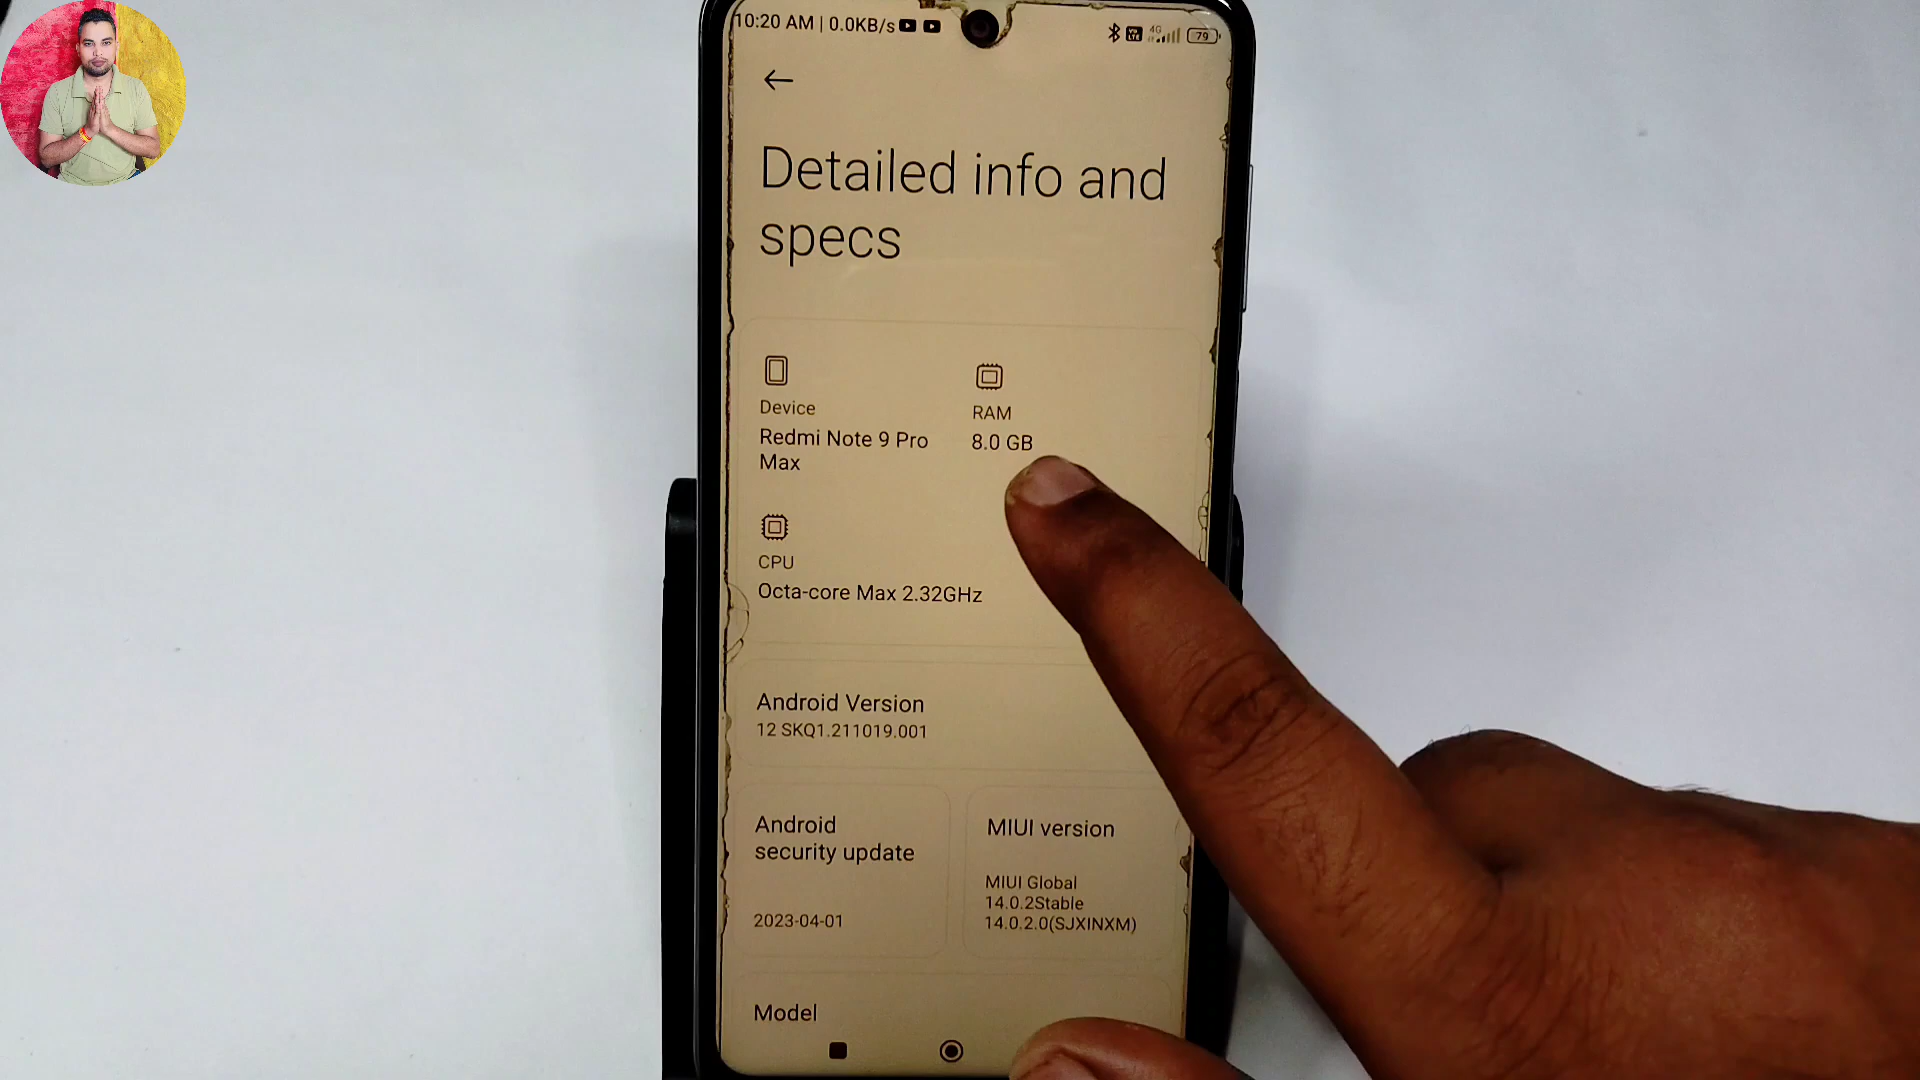 10:20 AM | 0.0KB/s
4G
79
Detailed info and
specs
Device
Redmi Note 9 Pro
Max
RAM
8.0 GB
CPU
Octa-core Max 2.32GHz
Android Version
12 SKQ1.211019.001
Android
security update
2023-04-01
MIUI version
MIUI Global
14.0.2Stable
14.0.2.0(SJXINXM)
Model